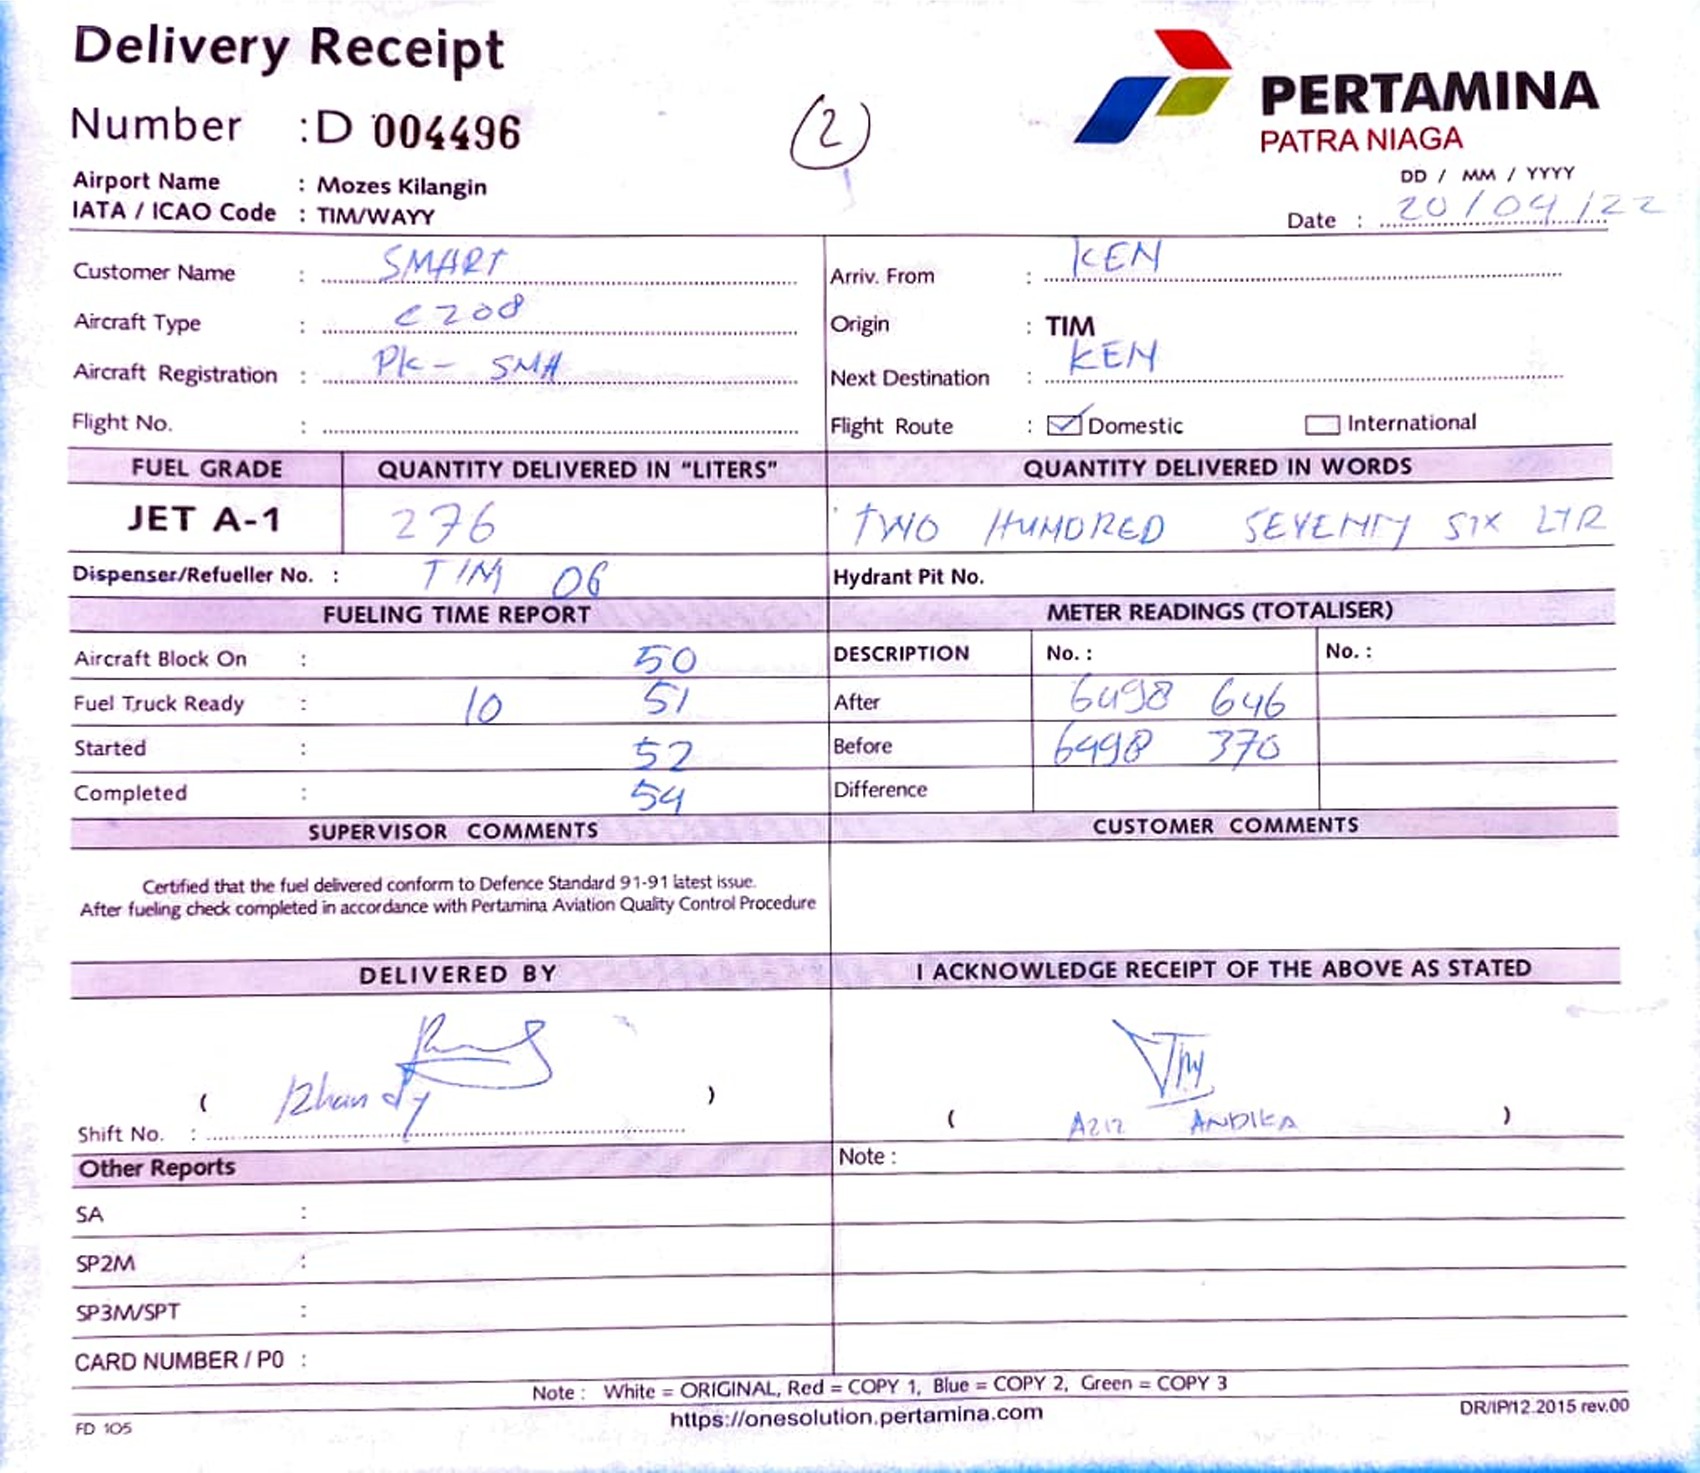 Delivery Receipt
Number : D 004496
(2)
PERTAMINA
PATRA NIAGA
Airport Name : Mozes Kilangin
IATA / ICAO Code : TIM/WAYY
DD / MM / YYYY
Date : 20/04/22
Customer Name : SMART
Aircraft Type : C208
Aircraft Registration : PK - SMA
Flight No. :
Arriv. From : KEN
Origin : TIM
Next Destination : KEN
Flight Route : Domestic International
FUEL GRADE QUANTITY DELIVERED IN "LITERS" QUANTITY DELIVERED IN WORDS
JET A-1 276 TWO HUNDRED SEVENTY SIX LTR
Dispenser/Refueller No. : TIM 06 Hydrant Pit No.
FUELING TIME REPORT
Aircraft Block On : 50
Fuel Truck Ready : 10 51
Started : 52
Completed : 54
METER READINGS (TOTALISER)
DESCRIPTION No. : No. :
After 6498 646
Before 6498 370
Difference
SUPERVISOR COMMENTS CUSTOMER COMMENTS
Certified that the fuel delivered conform to Defence Standard 91-91 latest issue.
After fueling check completed in accordance with Pertamina Aviation Quality Control Procedure
DELIVERED BY I ACKNOWLEDGE RECEIPT OF THE ABOVE AS STATED
( Rhandy )
Shift No. :
( AZIZ ANDIKA )
Other Reports Note :
SA :
SP2M :
SP3M/SPT :
CARD NUMBER / PO :
Note : White = ORIGINAL, Red = COPY 1, Blue = COPY 2, Green = COPY 3
https://onesolution.pertamina.com
FD 105
DR/IP/12.2015 rev.00